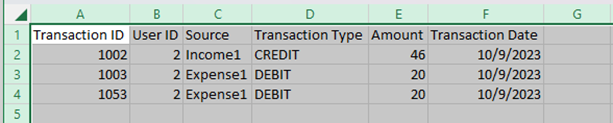 A B C D E F G
1 Transaction ID User ID Source Transaction Type Amount Transaction Date
2 1002 2 Income1 CREDIT 46 10/9/2023
3 1003 2 Expense1 DEBIT 20 10/9/2023
4 1053 2 Expense1 DEBIT 20 10/9/2023
5